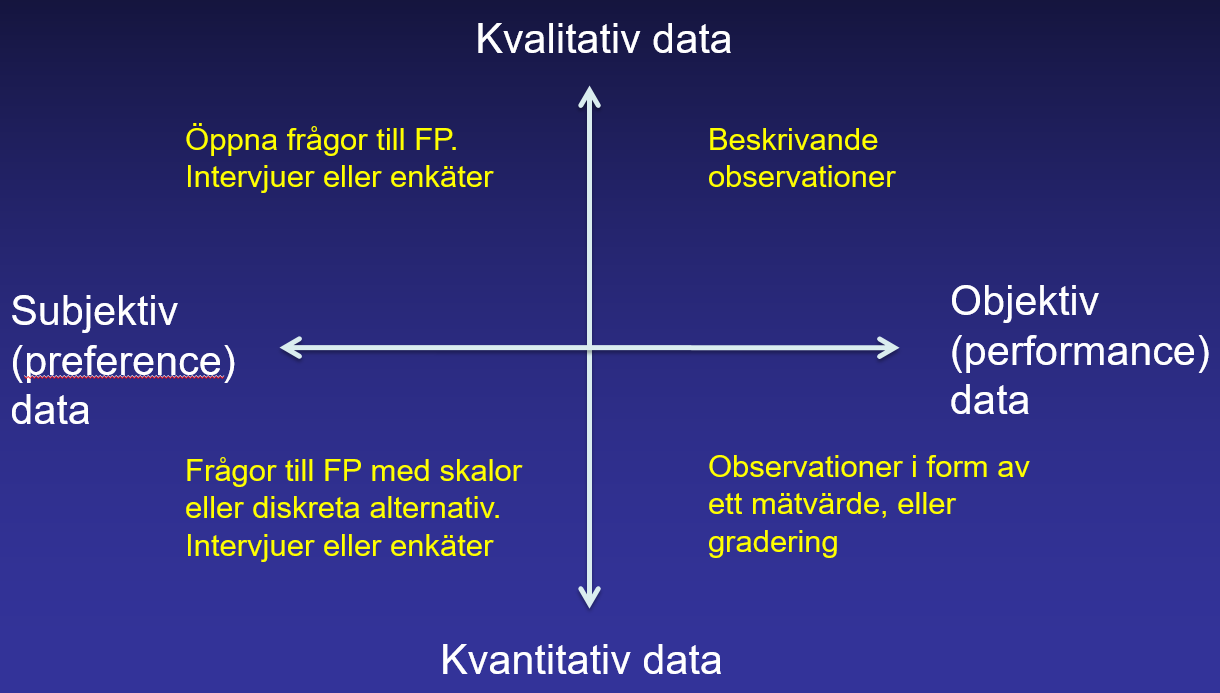 Kvalitativ data
Öppna frågor till FP.
Intervjuer eller enkäter
Beskrivande
observationer
Subjektiv
(preference)
data
Objektiv
(performance)
data
Frågor till FP med skalor
eller diskreta alternativ.
Intervjuer eller enkäter
Observationer i form av
ett mätvärde, eller
gradering
Kvantitativ data